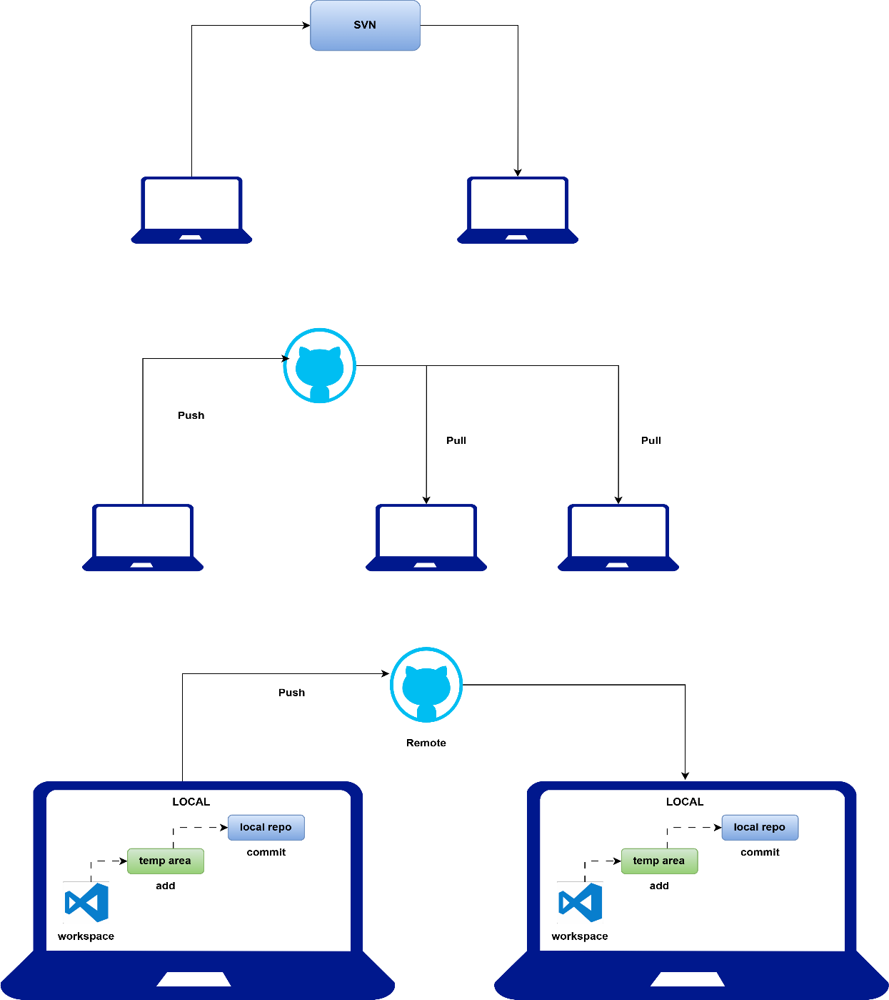 SVN
Push
Pull
Pull
Push
Remote
LOCAL
local repo
commit
temp area
add
workspace
LOCAL
local repo
commit
temp area
add
workspace